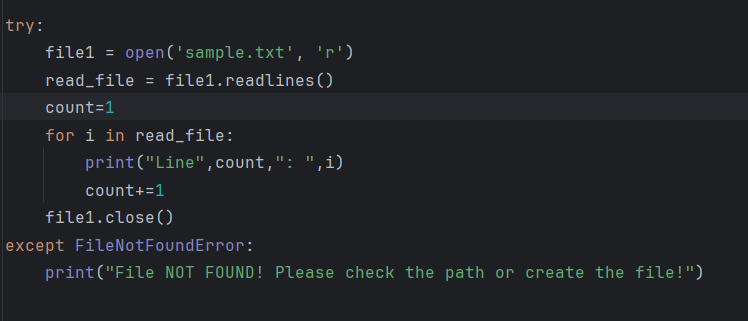 try:
    file1 = open('sample.txt', 'r')
    read_file = file1.readlines()
    count=1
    for i in read_file:
        print("Line",count,": ",i)
        count+=1
    file1.close()
except FileNotFoundError:
    print("File NOT FOUND! Please check the path or create the file!")